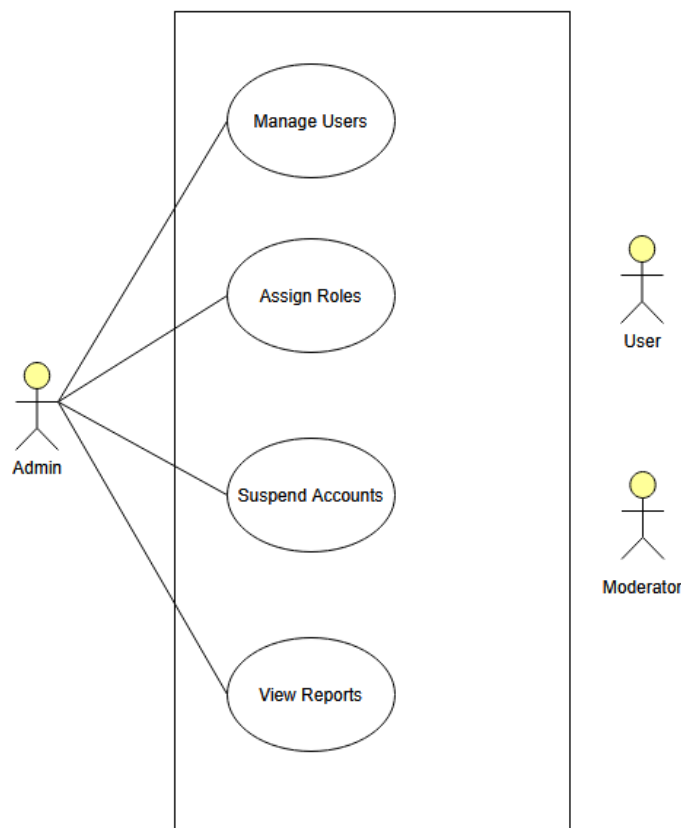 Manage Users
Assign Roles
User
Admin
Suspend Accounts
Moderator
View Reports